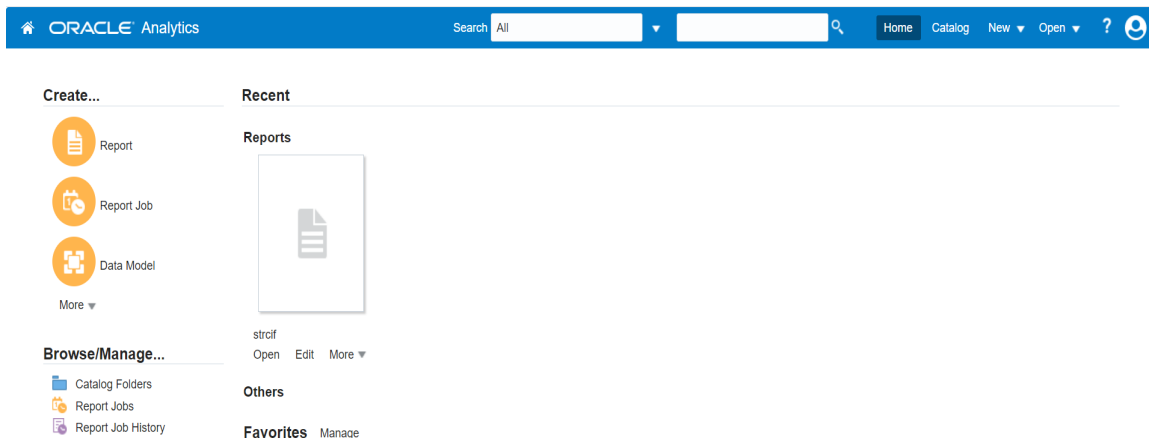 ORACLE Analytics Search All Home Catalog New Open ?
Create...
Report
Report Job
Data Model
More
Browse/Manage...
Catalog Folders
Report Jobs
Report Job History
Recent
Reports
strcif
Open Edit More
Others
Favorites Manage